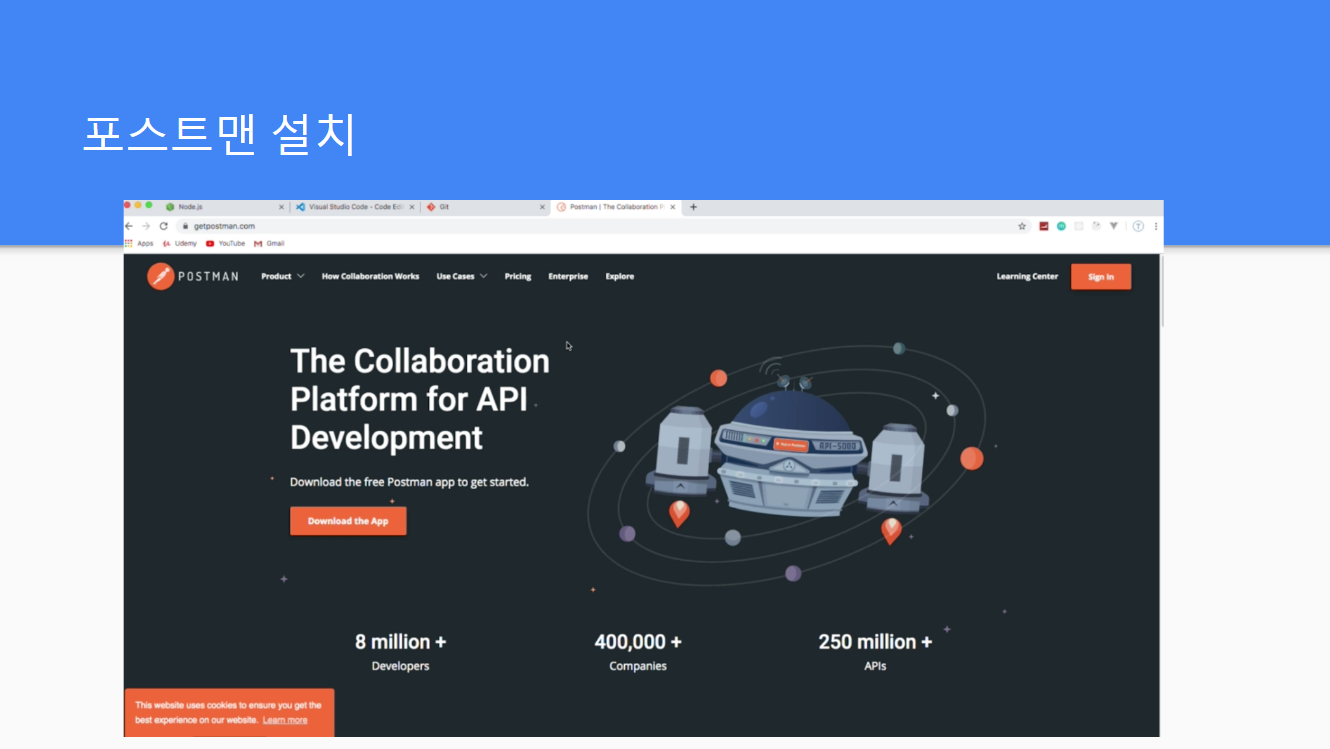 포스트맨 설치
Node.js
Visual Studio Code - Code Edi
Git
Postman | The Collaboration P
getpostman.com
Apps Udemy YouTube Gmail
POSTMAN Product How Collaboration Works Use Cases Pricing Enterprise Explore Learning Center Sign In
The Collaboration
Platform for API
Development
Download the free Postman app to get started.
Download the App
API-5000
8 million +
Developers
400,000 +
Companies
250 million +
APIs
This website uses cookies to ensure you get the
best experience on our website. Learn more